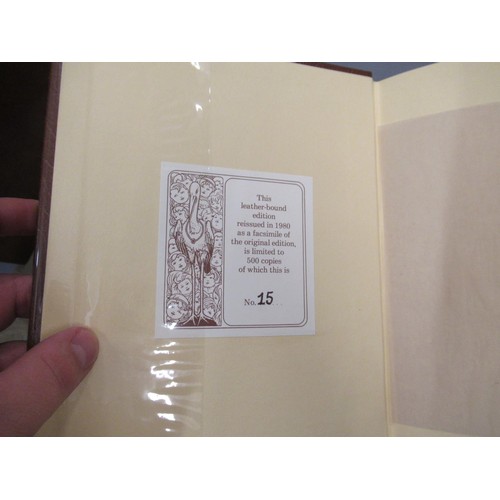 This
leather-bound
edition
reissued in 1980
as a facsimile of
the original edition,
is limited to
500 copies
of which this is
No. 15